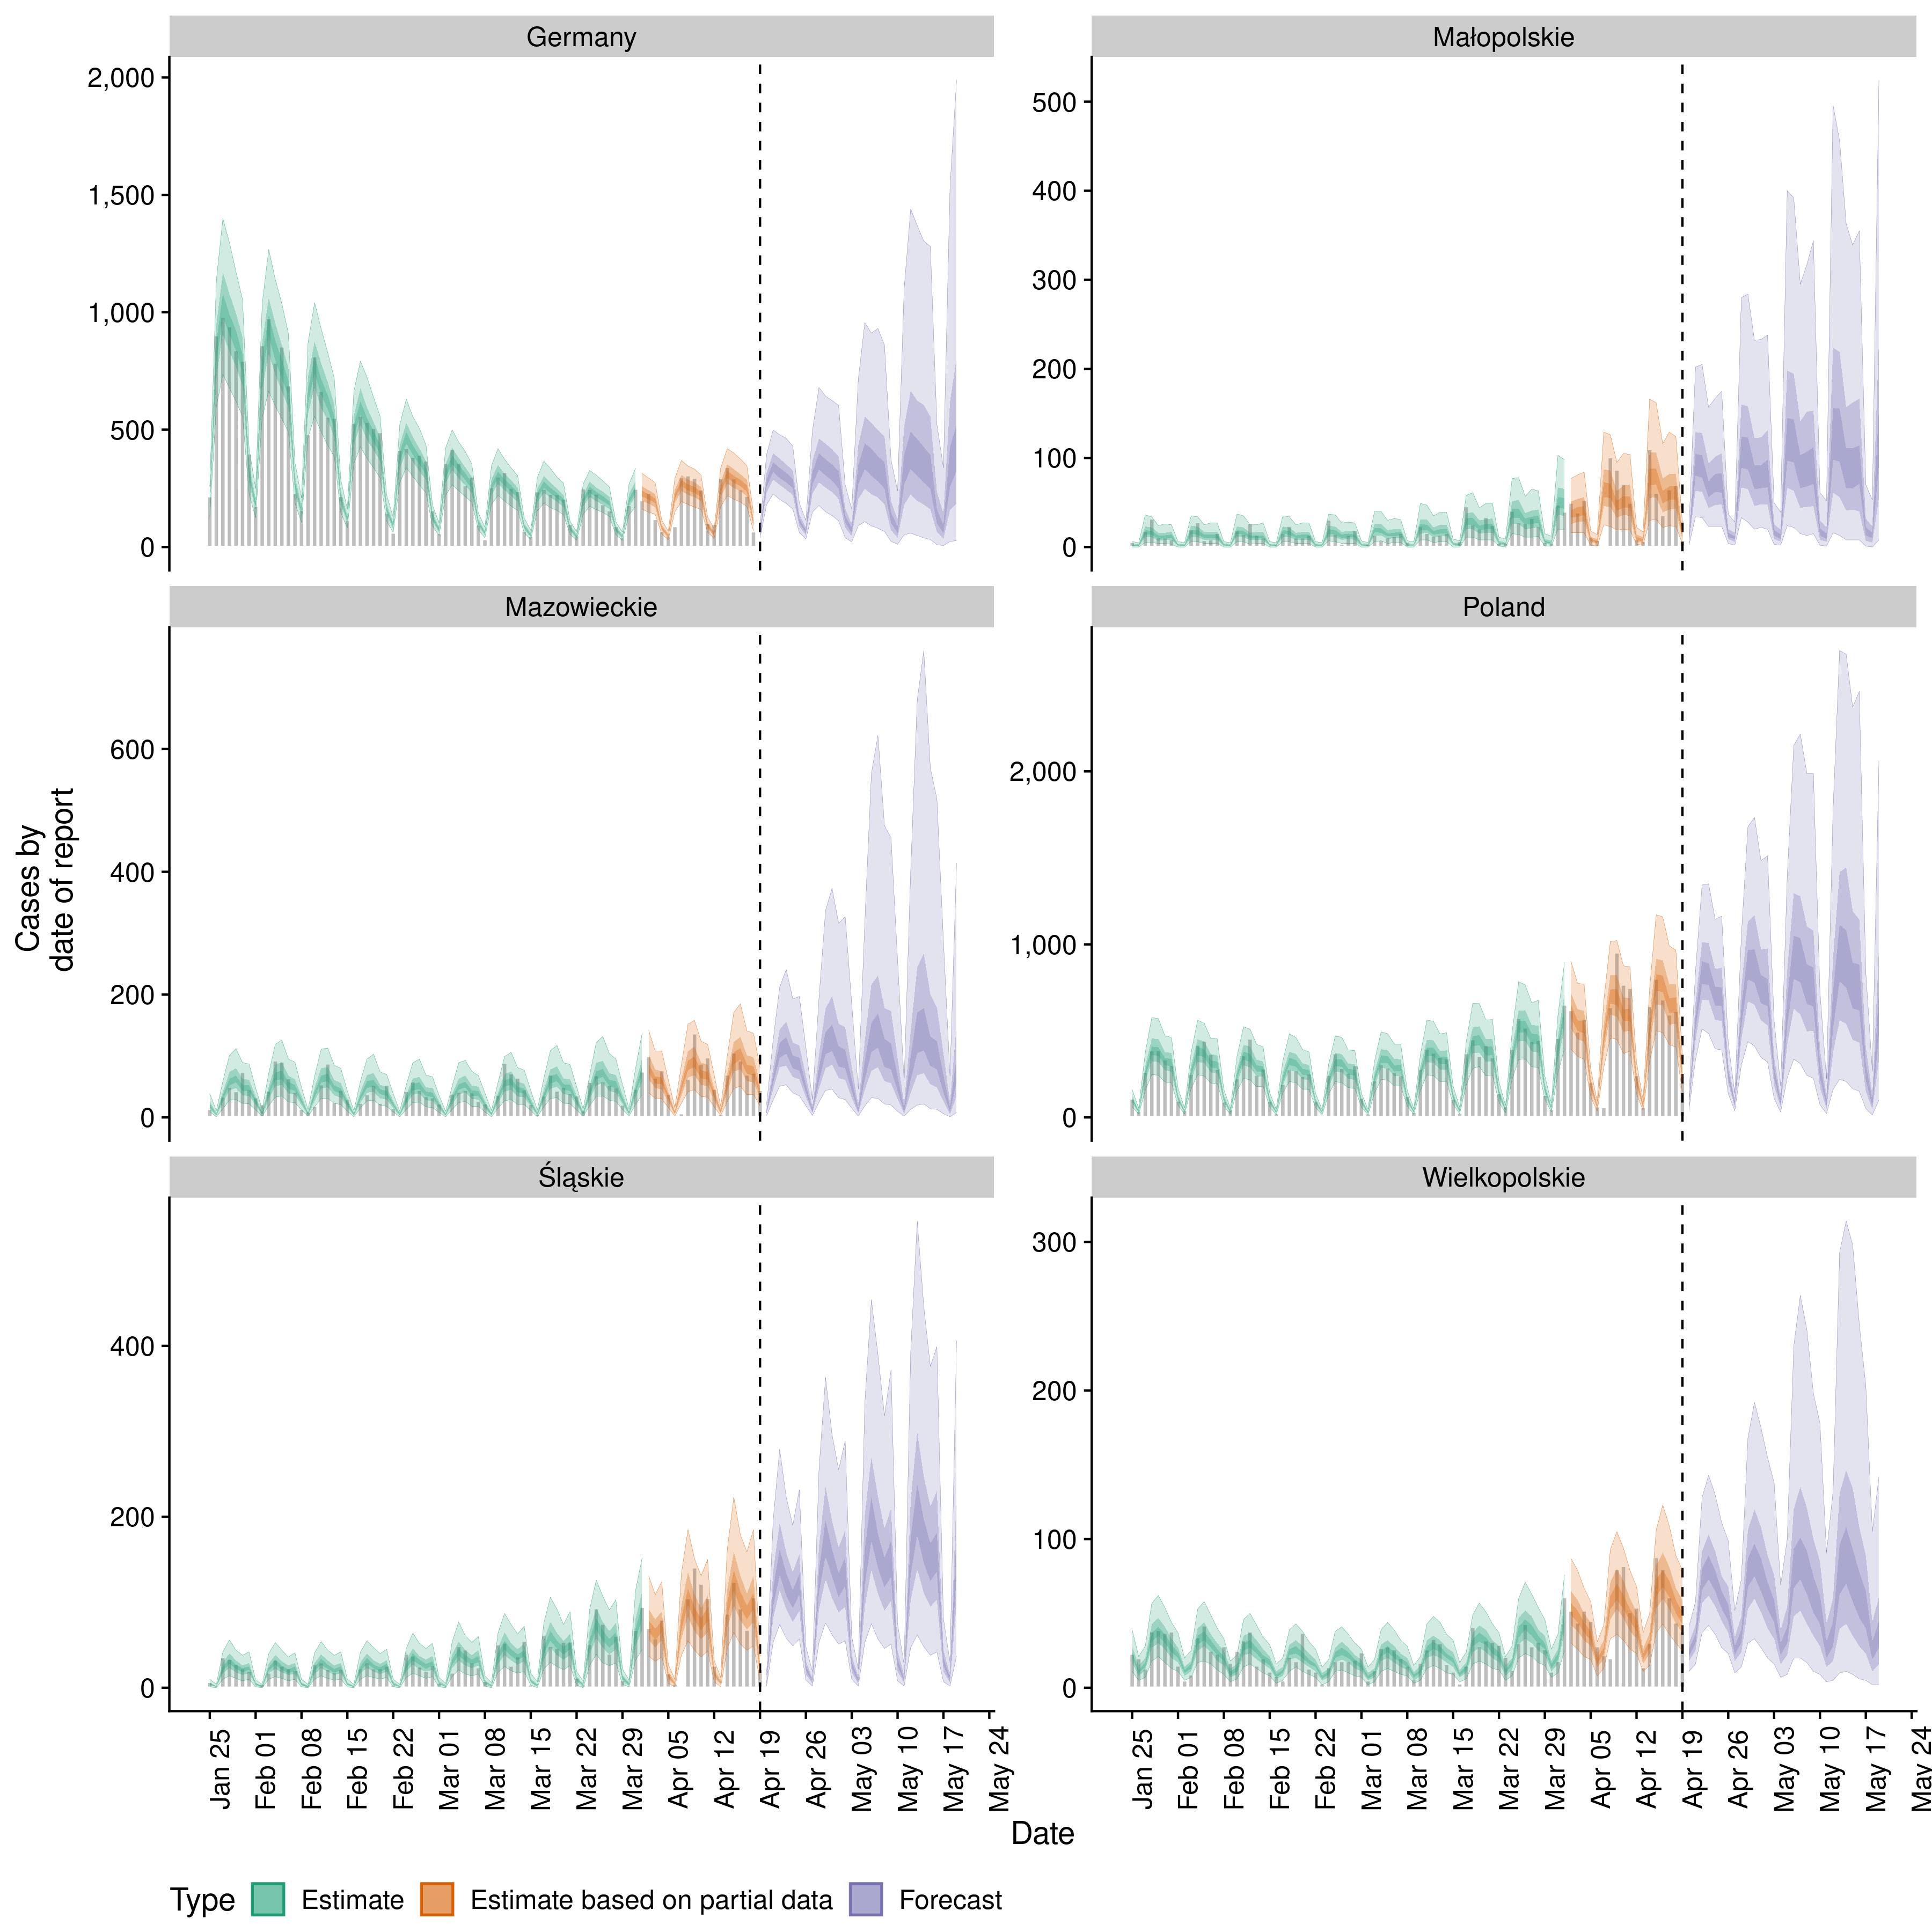 Germany
2,000
1,500
1,000
500
0
Małopolskie
500
400
300
200
100
0
Mazowieckie
600
400
200
0
Poland
2,000
1,000
0
Śląskie
400
200
0
Wielkopolskie
300
200
100
0
Cases by
date of report
Jan 25
Feb 01
Feb 08
Feb 15
Feb 22
Mar 01
Mar 08
Mar 15
Mar 22
Mar 29
Apr 05
Apr 12
Apr 19
Apr 26
May 03
May 10
May 17
May 24
Jan 25
Feb 01
Feb 08
Feb 15
Feb 22
Mar 01
Mar 08
Mar 15
Mar 22
Mar 29
Apr 05
Apr 12
Apr 19
Apr 26
May 03
May 10
May 17
May 24
Date
Type Estimate Estimate based on partial data Forecast